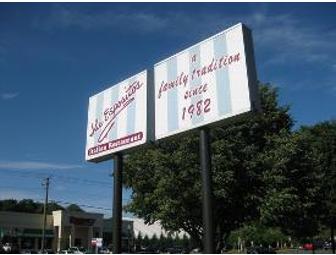 Joe Esposito's
Italian Restaurant
a
family tradition
since
1982